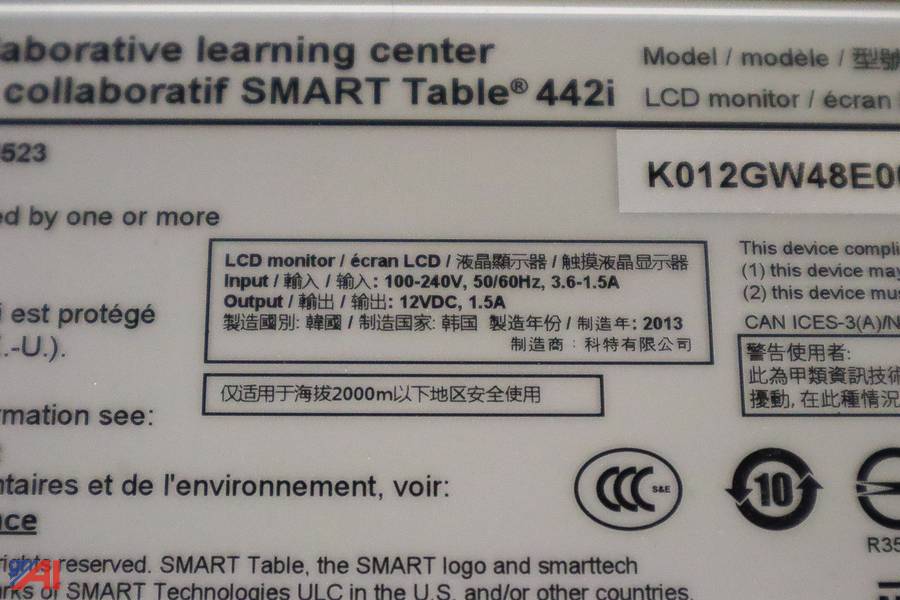 laborative learning center
collaboratif SMART Table® 442i
Model / modèle / 型號
LCD monitor / écran
523
K012GW48E00
ed by one or more
LCD monitor / écran LCD / 液晶顯示器 / 触摸液晶显示器
Input / 輸入 / 输入: 100-240V, 50/60Hz, 3.6-1.5A
Output / 輸出 / 输出: 12VDC, 1.5A
製造國別: 韓國 / 制造国家: 韩国 製造年份 / 制造年: 2013
製造商：科特有限公司
This device compli
(1) this device may
(2) this device mus
CAN ICES-3(A)/N
i est protégé
.-U.).
警告使用者:
此為甲類資訊技術
擾動, 在此種情況
仅适用于海拔2000m以下地区安全使用
rmation see:
ntaires et de l'environnement, voir:
ce
CCC S&E
10
R35
rights reserved. SMART Table, the SMART logo and smarttech
arks of SMART Technologies ULC in the U.S. and/or other countries.